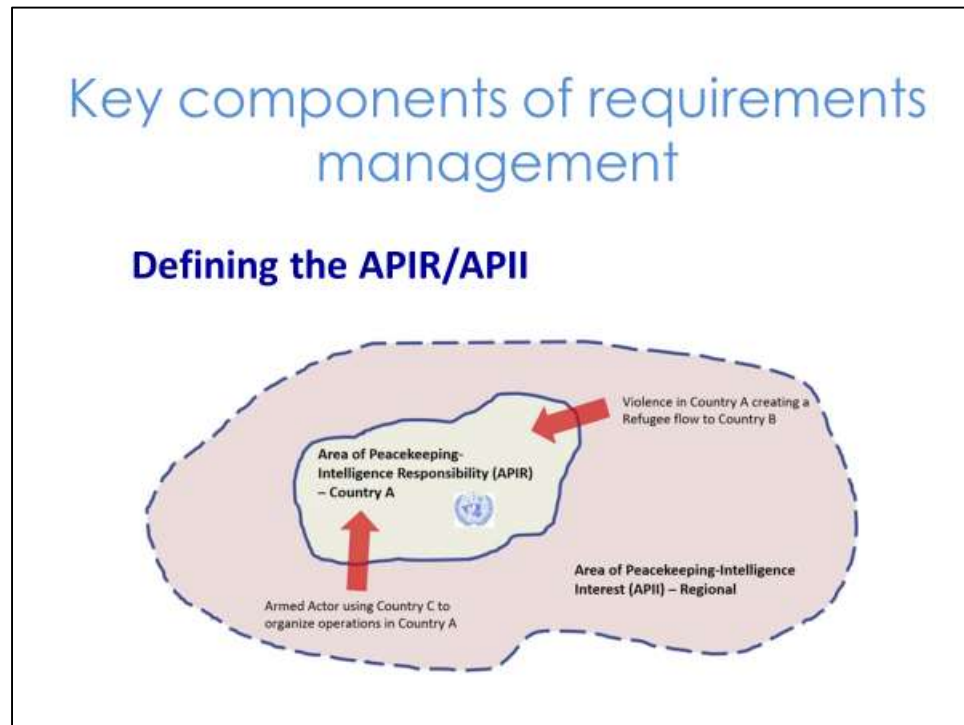 Key components of requirements
management
Defining the APIR/APII
Violence in Country A creating a
Refugee flow to Country B
Area of Peacekeeping-
Intelligence Responsibility (APIR)
– Country A
Area of Peacekeeping-Intelligence
Interest (APII) – Regional
Armed Actor using Country C to
organize operations in Country A